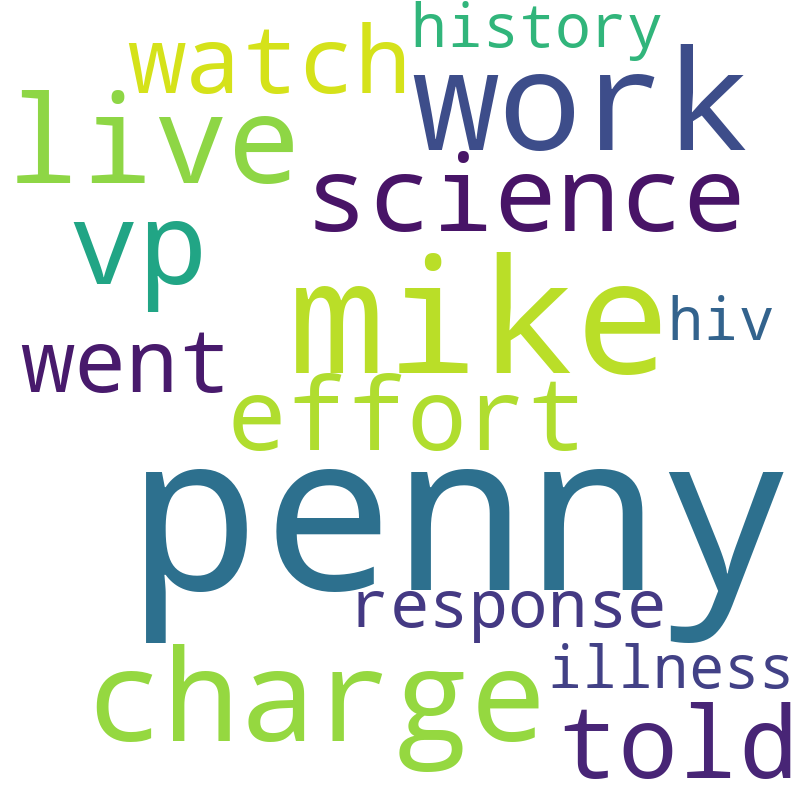 history
watch
work
live
science
vp
mike
hiv
went
effort
penny
response
charge
illness
told